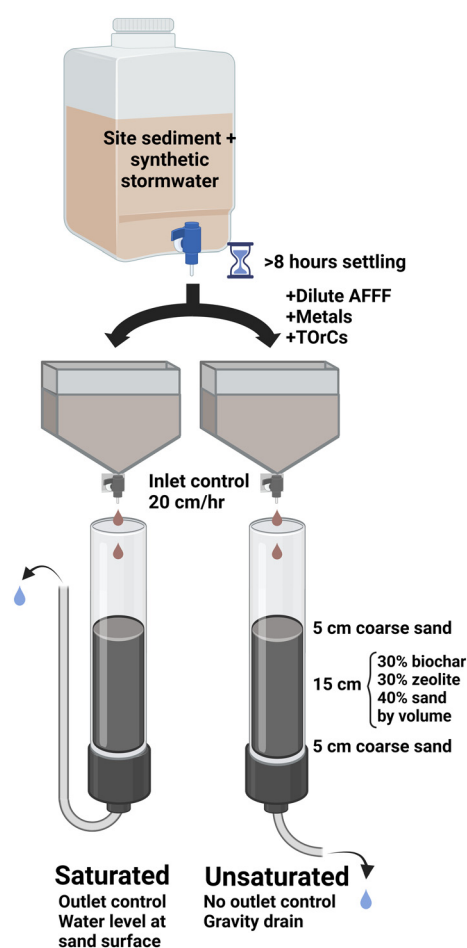 Site sediment +
synthetic
stormwater
>8 hours settling
+Dilute AFFF
+Metals
+TOrCs
Inlet control
20 cm/hr
5 cm coarse sand
15 cm
30% biochar
30% zeolite
40% sand
by volume
5 cm coarse sand
Saturated
Outlet control
Water level at
sand surface
Unsaturated
No outlet control
Gravity drain